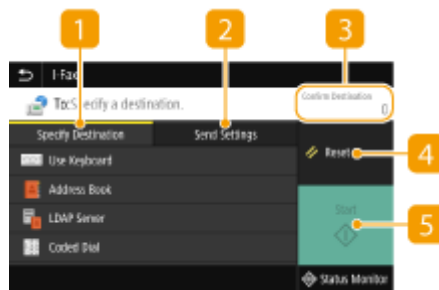 1 2 3
I-Fax
To: Specify a destination.
Confirm Destination
0
Specify Destination Send Settings
Use Keyboard
Reset 4
Address Book
LDAP Server
Start 5
Coded Dial
Status Monitor